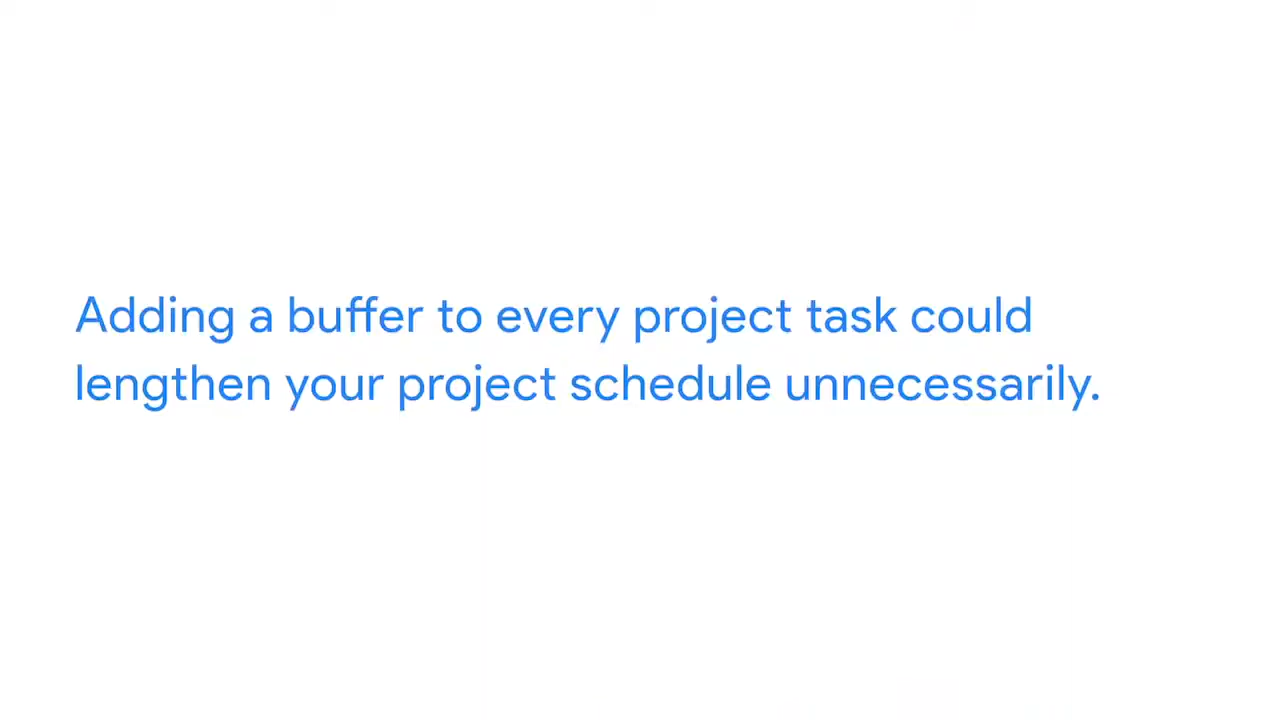 Adding a buffer to every project task could
lengthen your project schedule unnecessarily.